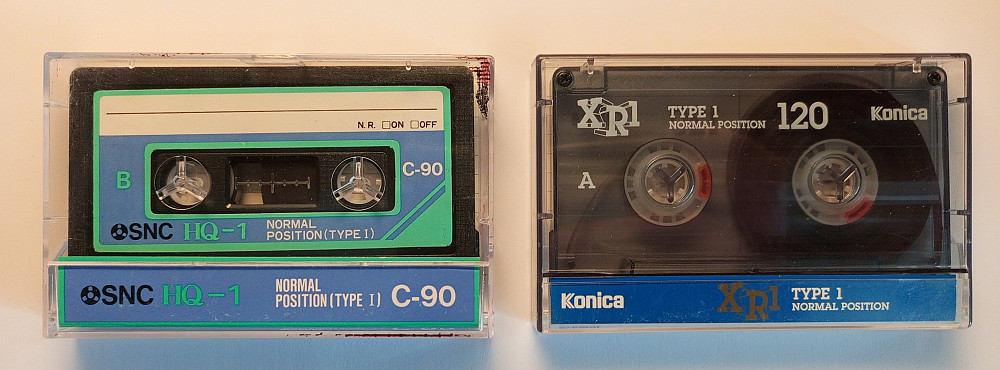 N.R. □ON □OFF
B
C-90
SNC HQ-1 NORMAL
POSITION(TYPE I)
SNC HQ-1 NORMAL
POSITION(TYPE I) C-90
XR1 TYPE 1
NORMAL POSITION 120 Konica
A
Konica XR1 TYPE 1
NORMAL POSITION